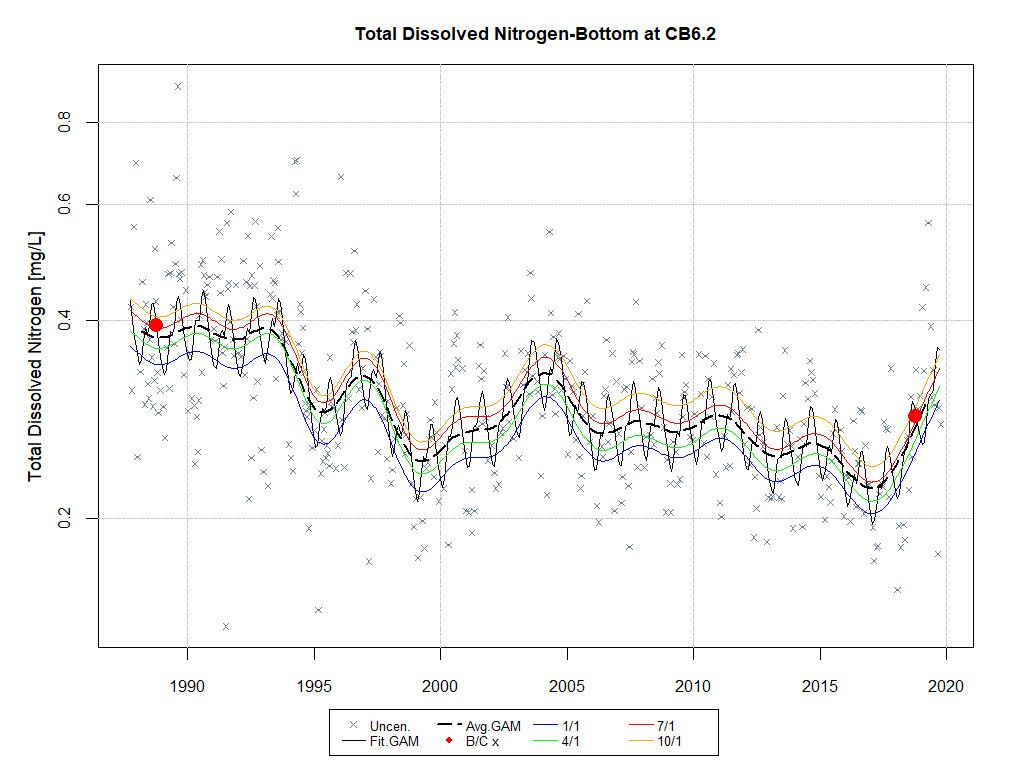 Total Dissolved Nitrogen-Bottom at CB6.2
Total Dissolved Nitrogen [mg/L]
0.8
0.6
0.4
0.2
1990 1995 2000 2005 2010 2015 2020
Uncen. Avg.GAM 1/1 7/1
Fit.GAM B/C x 4/1 10/1